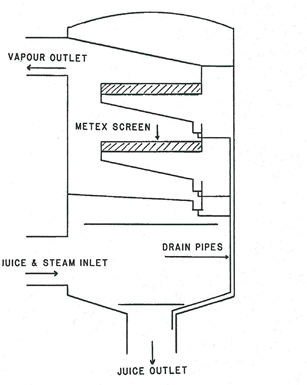 VAPOUR OUTLET
METEX SCREEN
DRAIN PIPES
JUICE & STEAM INLET
JUICE OUTLET